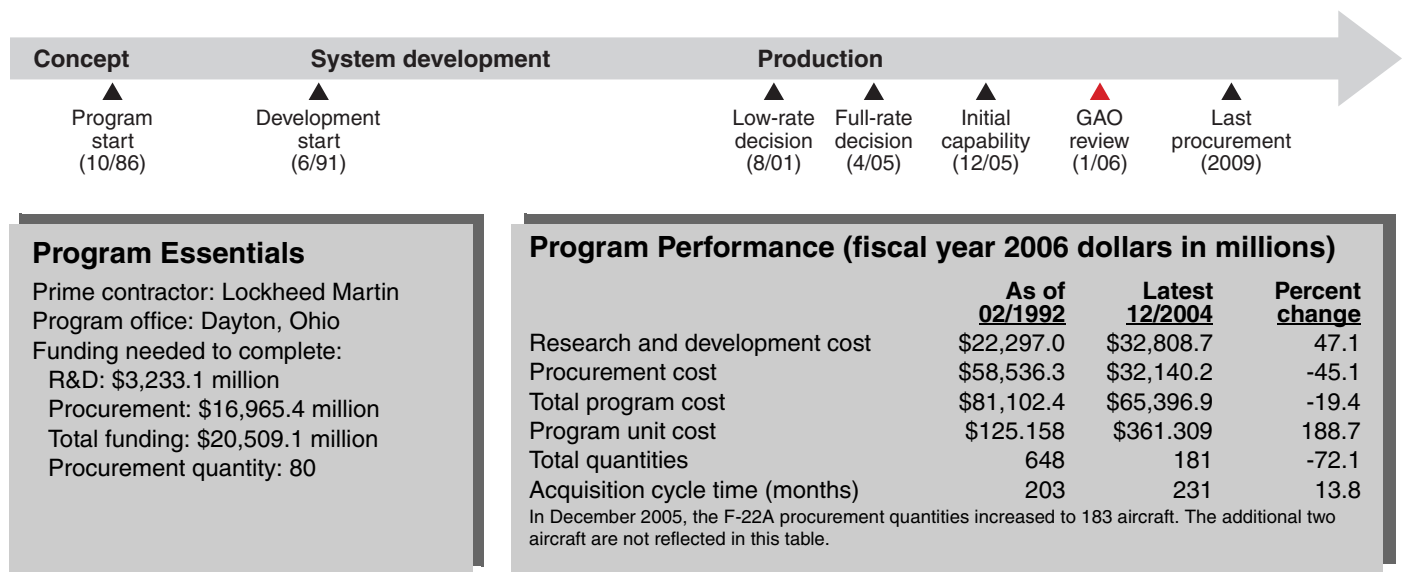 Concept System development Production
Program start (10/86)
Development start (6/91)
Low-rate decision (8/01)
Full-rate decision (4/05)
Initial capability (12/05)
GAO review (1/06)
Last procurement (2009)
Program Essentials
Prime contractor: Lockheed Martin
Program office: Dayton, Ohio
Funding needed to complete:
R&D: $3,233.1 million
Procurement: $16,965.4 million
Total funding: $20,509.1 million
Procurement quantity: 80
Program Performance (fiscal year 2006 dollars in millions)
As of Latest Percent
02/1992 12/2004 change
Research and development cost $22,297.0 $32,808.7 47.1
Procurement cost $58,536.3 $32,140.2 -45.1
Total program cost $81,102.4 $65,396.9 -19.4
Program unit cost $125.158 $361.309 188.7
Total quantities 648 181 -72.1
Acquisition cycle time (months) 203 231 13.8
In December 2005, the F-22A procurement quantities increased to 183 aircraft. The additional two
aircraft are not reflected in this table.